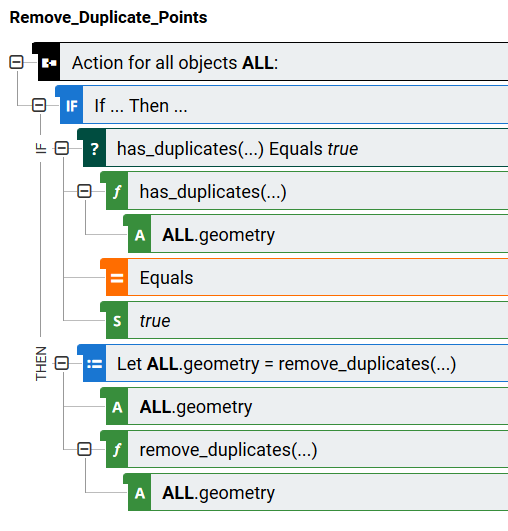 Remove_Duplicate_Points
Action for all objects ALL:
IF If ... Then ...
IF
? has_duplicates(...) Equals true
f has_duplicates(...)
A ALL.geometry
= Equals
S true
THEN
:= Let ALL.geometry = remove_duplicates(...)
A ALL.geometry
f remove_duplicates(...)
A ALL.geometry